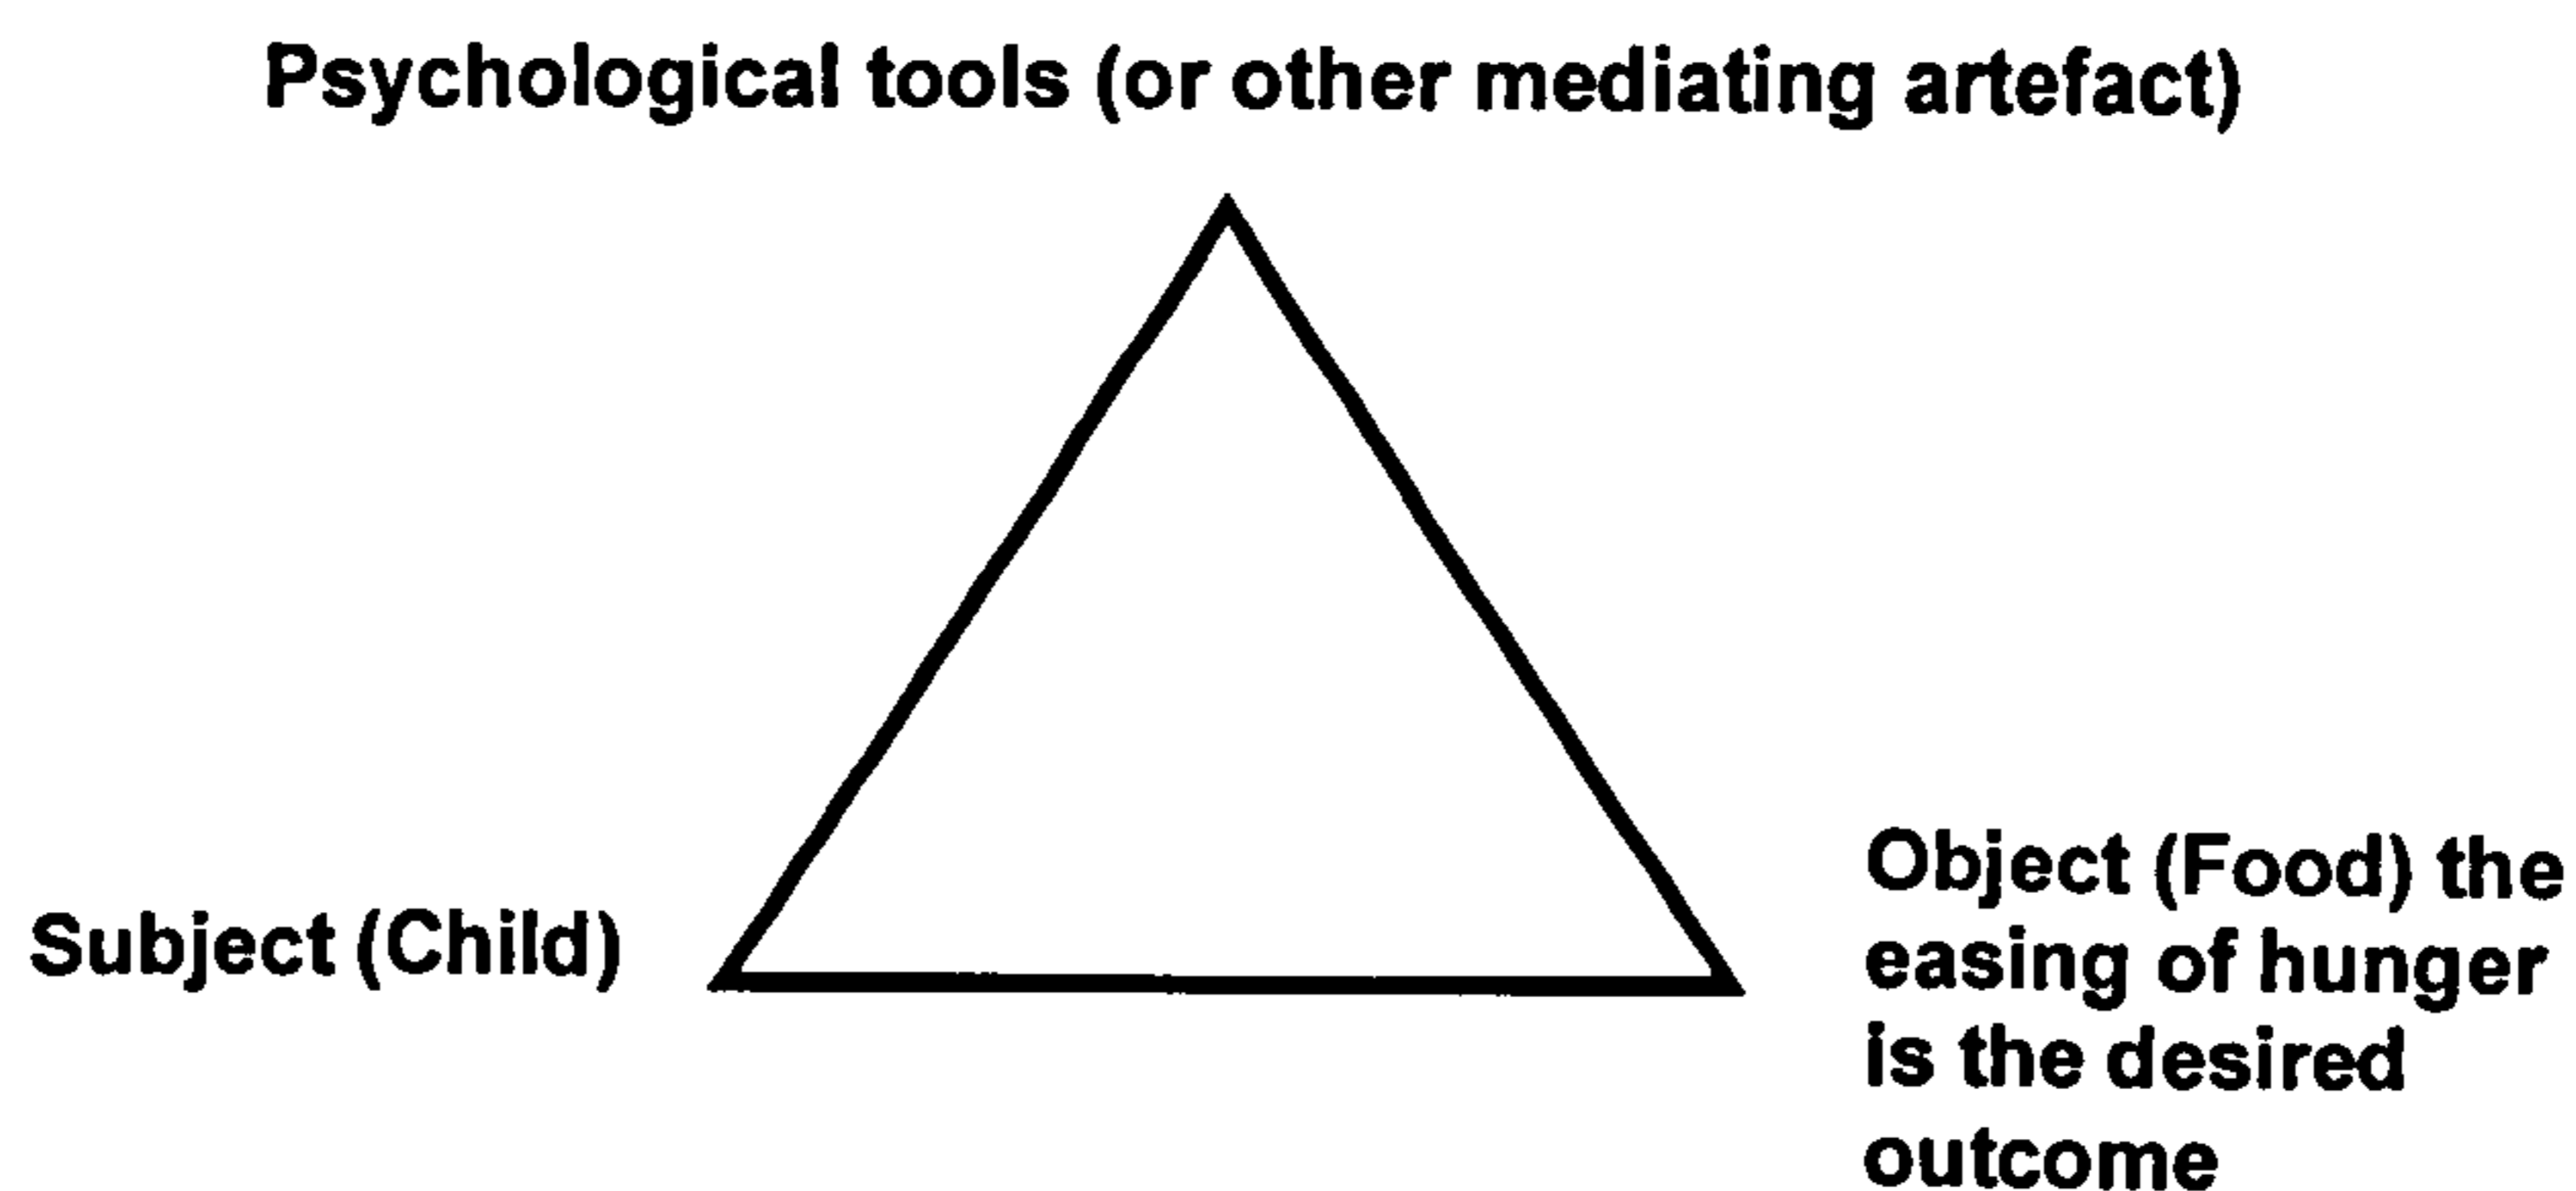 Psychological tools (or other mediating artefact)
Subject (Child)
Object (Food) the
easing of hunger
is the desired
outcome